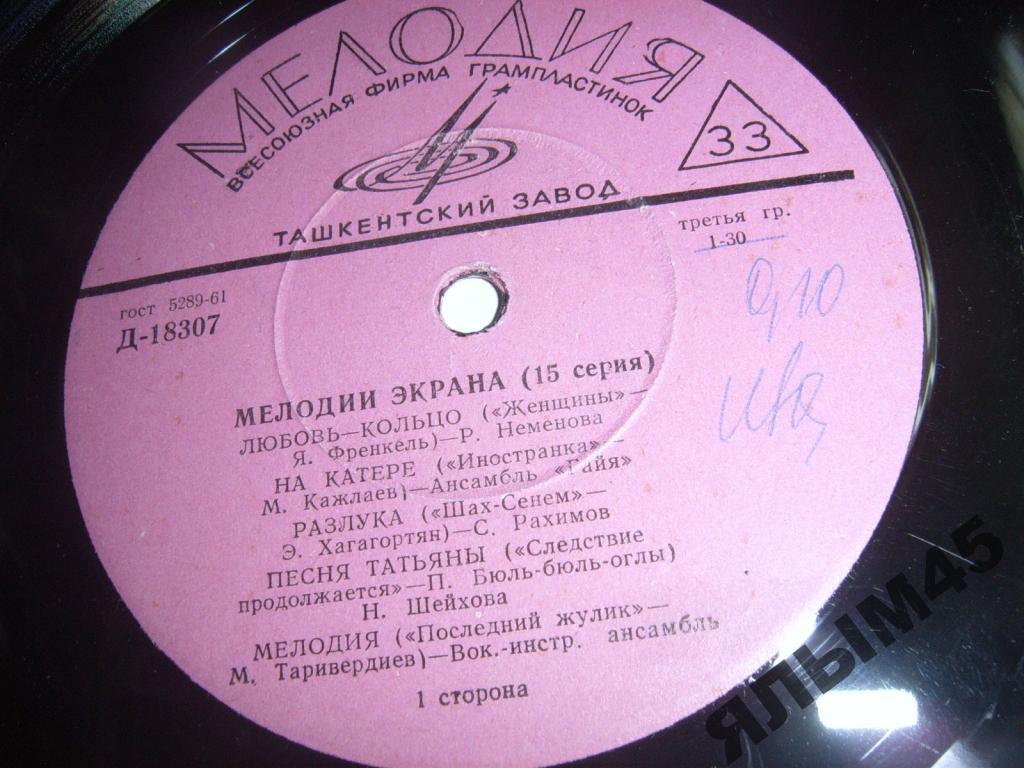 МЕЛОДИЯ
ВСЕСОЮЗНАЯ ФИРМА ГРАМПЛАСТИНОК
33
ТАШКЕНТСКИЙ ЗАВОД
третья гр.
1-30
гост 5289-61
Д-18307
0,10
МЕЛОДИИ ЭКРАНА (15 серия)
ЛЮБОВЬ—КОЛЬЦО («Женщины»—
Я. Френкель)—Р. Неменова
НА КАТЕРЕ («Иностранка»—
М. Кажлаев)—Ансамбль «Гайя»
РАЗЛУКА («Шах-Сенем»—
Э. Хагагортян)—С. Рахимов
ПЕСНЯ ТАТЬЯНЫ («Следствие
продолжается»—П. Бюль-бюль-оглы)
Н. Шейхова
МЕЛОДИЯ («Последний жулик»—
М. Таривердиев)—Вок.-инстр. ансамбль
1 сторона
ЯЛЫМ45